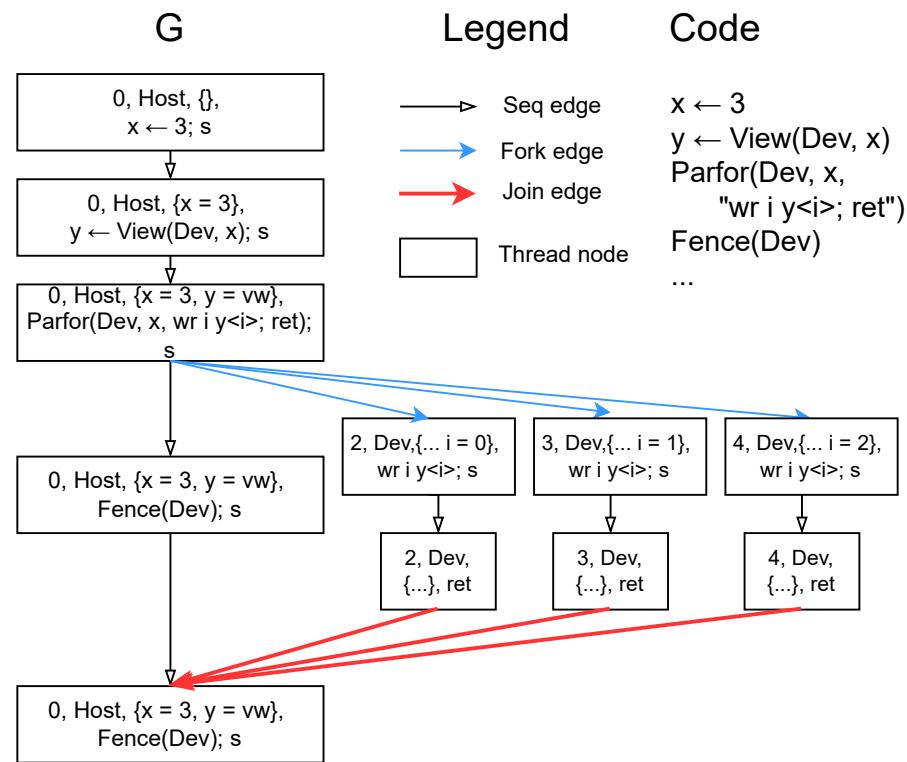 G
Legend
Code
0, Host, {},
x ← 3; s
0, Host, {x = 3},
y ← View(Dev, x); s
0, Host, {x = 3, y = vw},
Parfor(Dev, x, wr i y<i>; ret);
s
0, Host, {x = 3, y = vw},
Fence(Dev); s
0, Host, {x = 3, y = vw},
Fence(Dev); s
2, Dev,{... i = 0},
wr i y<i>; s
3, Dev,{... i = 1},
wr i y<i>; s
4, Dev,{... i = 2},
wr i y<i>; s
2, Dev,
{...}, ret
3, Dev,
{...}, ret
4, Dev,
{...}, ret
Seq edge
Fork edge
Join edge
Thread node
x ← 3
y ← View(Dev, x)
Parfor(Dev, x,
"wr i y<i>; ret")
Fence(Dev)
...